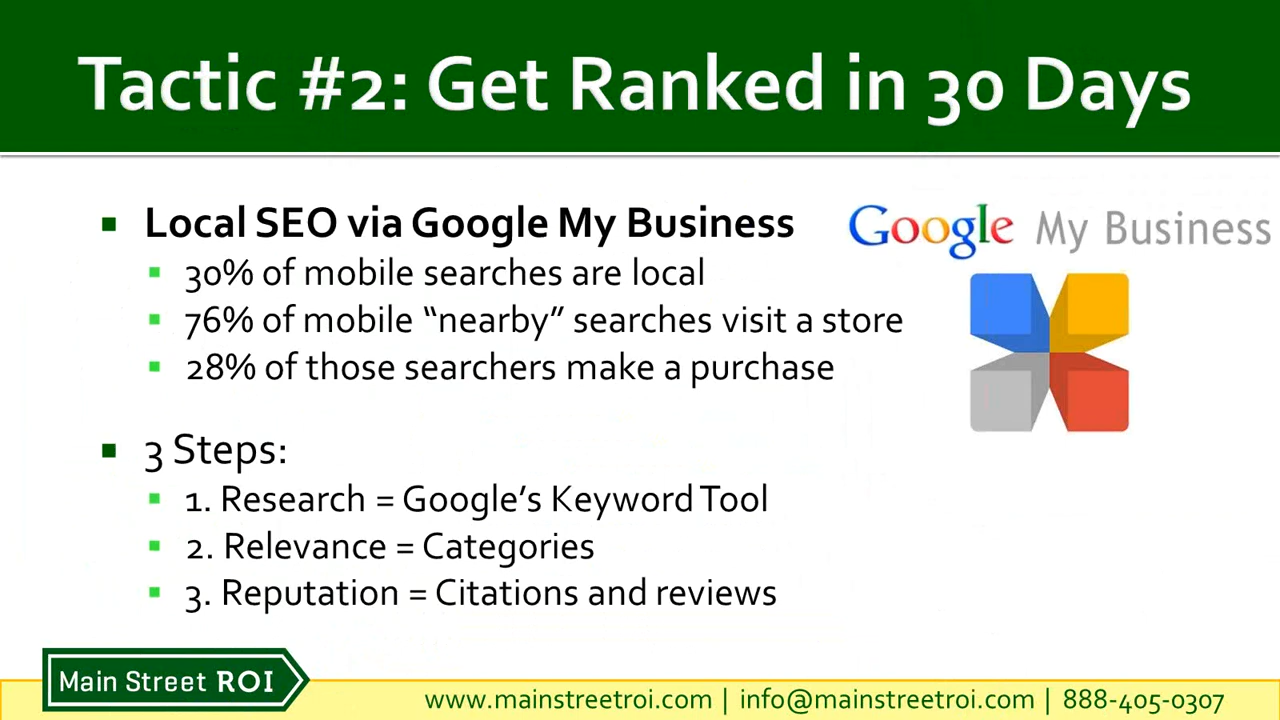 Tactic #2: Get Ranked in 30 Days
Local SEO via Google My Business
Google My Business
30% of mobile searches are local
76% of mobile “nearby” searches visit a store
28% of those searchers make a purchase
3 Steps:
1. Research = Google’s Keyword Tool
2. Relevance = Categories
3. Reputation = Citations and reviews
Main Street ROI
www.mainstreetroi.com | info@mainstreetroi.com | 888-405-0307